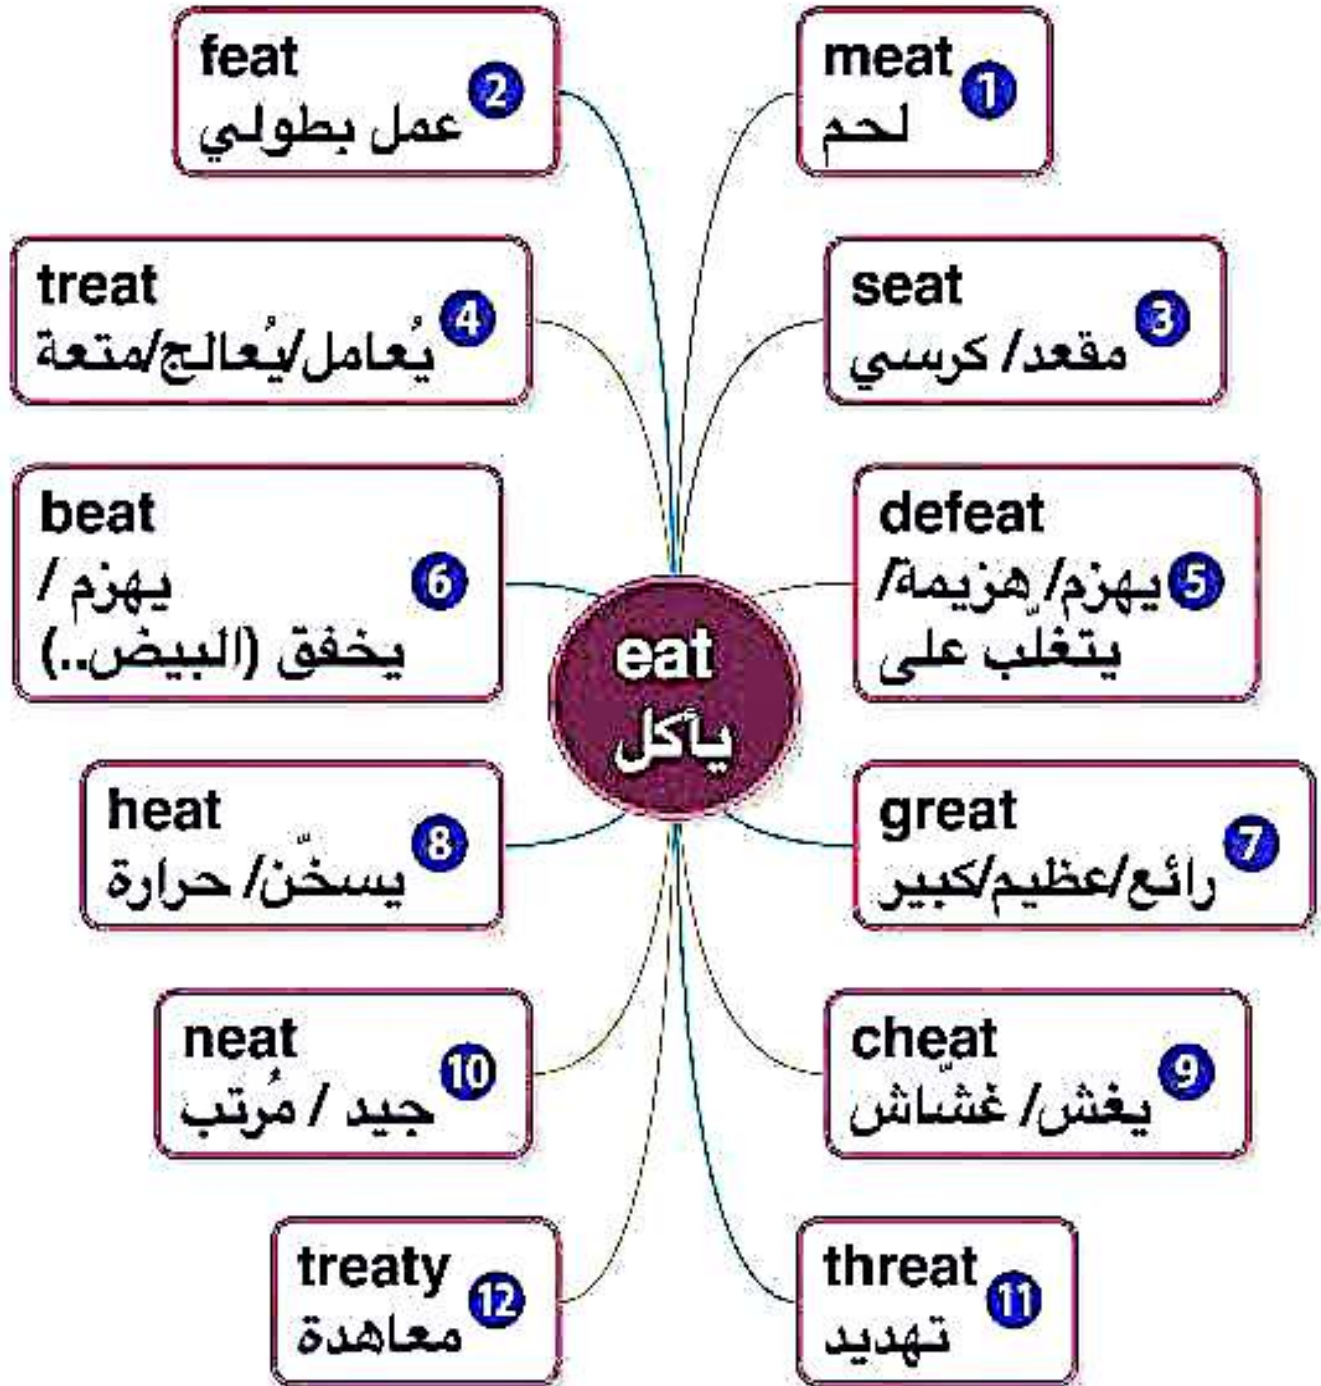 eat
يأكل
meat 1
لحم
feat 2
عمل بطولي
seat 3
مقعد/ كرسي
treat 4
يُعامل/يُعالج/متعة
defeat
5 يهزم/ هزيمة/
يتغلّب على
beat
6 يهزم /
يخفق (البيض..)
great 7
رائع/عظيم/كبير
heat 8
يسخّن/ حرارة
cheat 9
يغش/ غشّاش
neat 10
جيد / مُرتب
threat 11
تهديد
treaty 12
معاهدة